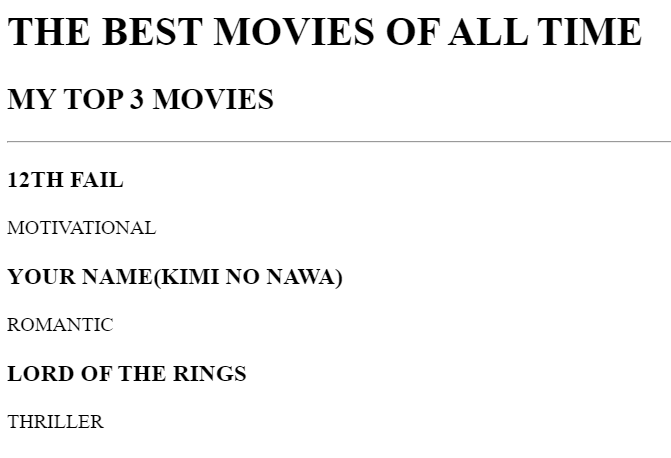 THE BEST MOVIES OF ALL TIME
MY TOP 3 MOVIES
12TH FAIL
MOTIVATIONAL
YOUR NAME(KIMI NO NAWA)
ROMANTIC
LORD OF THE RINGS
THRILLER